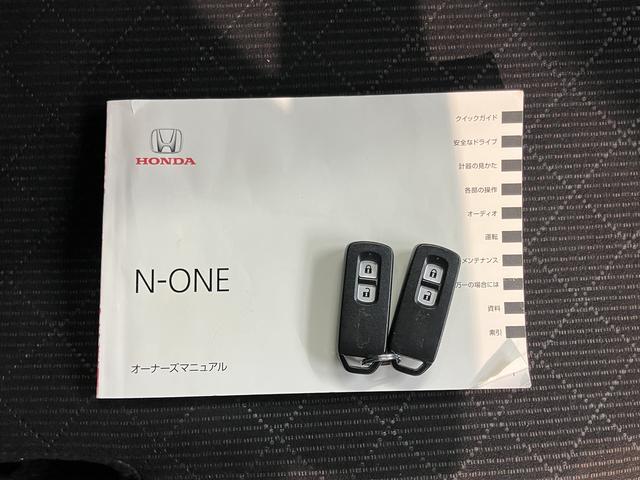 HONDA
N-ONE
オーナーズマニュアル
クイックガイド
安全なドライブ
計器の見かた
各部の操作
オーディオ
運転
メンテナンス
万一の場合には
資料
索引